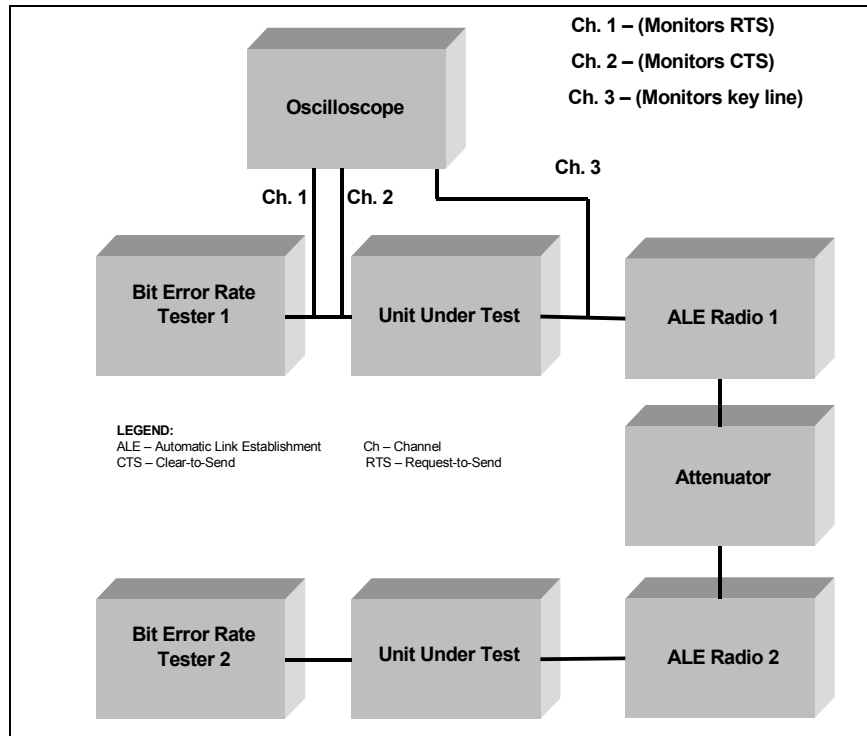 Ch. 1 – (Monitors RTS)
Ch. 2 – (Monitors CTS)
Ch. 3 – (Monitors key line)
Oscilloscope
Ch. 1
Ch. 2
Ch. 3
Bit Error Rate
Tester 1
Unit Under Test
ALE Radio 1
LEGEND:
ALE – Automatic Link Establishment
Ch – Channel
CTS – Clear-to-Send
RTS – Request-to-Send
Attenuator
Bit Error Rate
Tester 2
Unit Under Test
ALE Radio 2